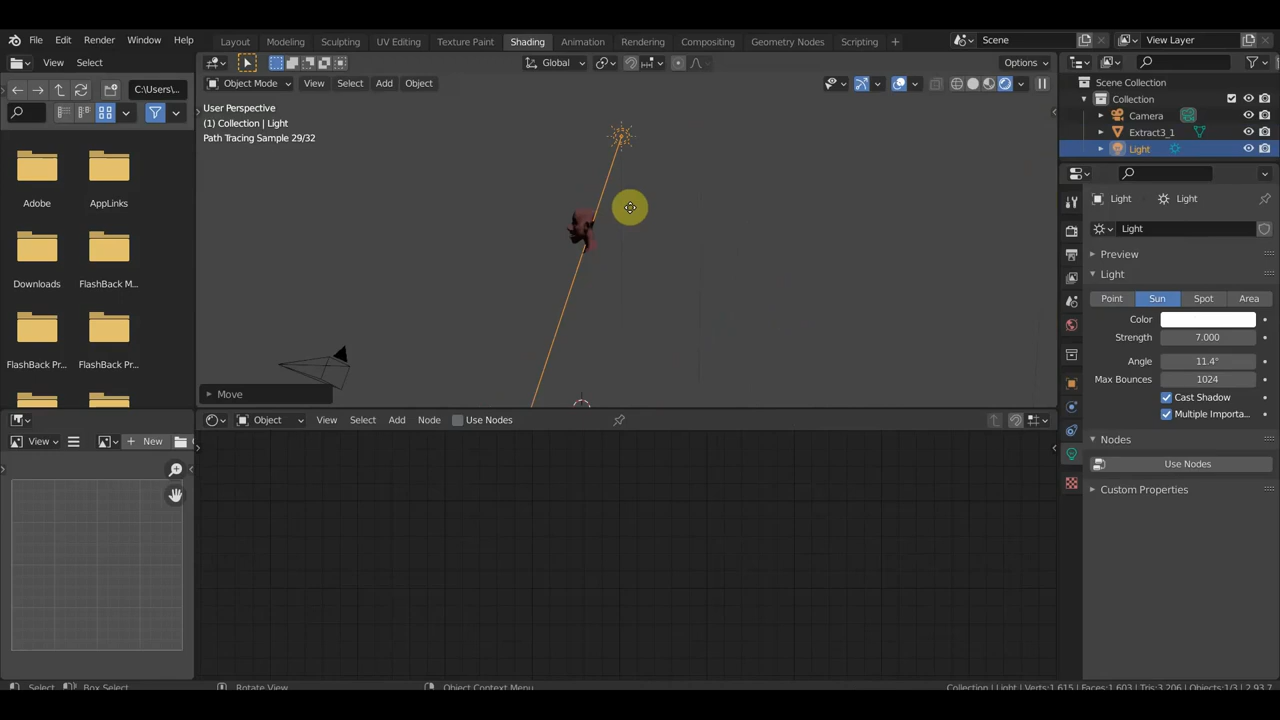 File Edit Render Window Help
Layout Modeling Sculpting UV Editing Texture Paint Shading Animation Rendering Compositing Geometry Nodes Scripting +
Scene
View Layer
View Select
Global
Options
C:\Users\...
Object Mode View Select Add Object
User Perspective
(1) Collection | Light
Path Tracing Sample 29/32
Adobe AppLinks
Downloads FlashBack M...
FlashBack Pr... FlashBack Pr...
Move
Scene Collection
Collection
Camera
Extract3_1
Light
Light Light
Light
Preview
Light
Point Sun Spot Area
Color
Strength 7.000
Angle 11.4°
Max Bounces 1024
Cast Shadow
Multiple Importa...
Nodes
Use Nodes
Custom Properties
Object View Select Add Node Use Nodes
View New
Select Box Select Rotate View Object Context Menu
Collection | Light | Verts:1,615 | Faces:1,603 | Tris:3,206 | Objects:1/3 | 2.93.7